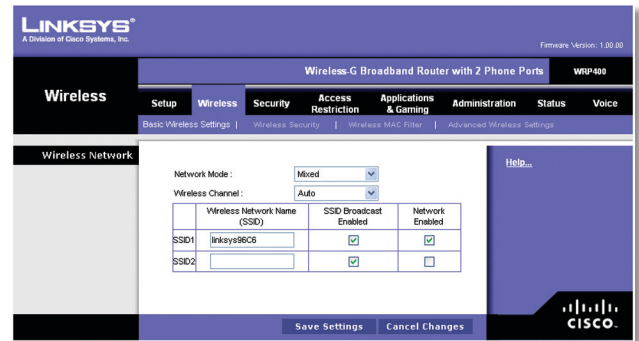 LINKSYS®
A Division of Cisco Systems, Inc.
Firmware Version: 1.00.00
Wireless-G Broadband Router with 2 Phone Ports WRP400
Wireless
Setup Wireless Security Access Restriction Applications & Gaming Administration Status Voice
Basic Wireless Settings | Wireless Security | Wireless MAC Filter | Advanced Wireless Settings
Wireless Network
Help...
Network Mode : Mixed
Wireless Channel : Auto
Wireless Network Name (SSID) SSID Broadcast Enabled Network Enabled
SSID1 linksys96C6
SSID2
Save Settings Cancel Changes
CISCO.